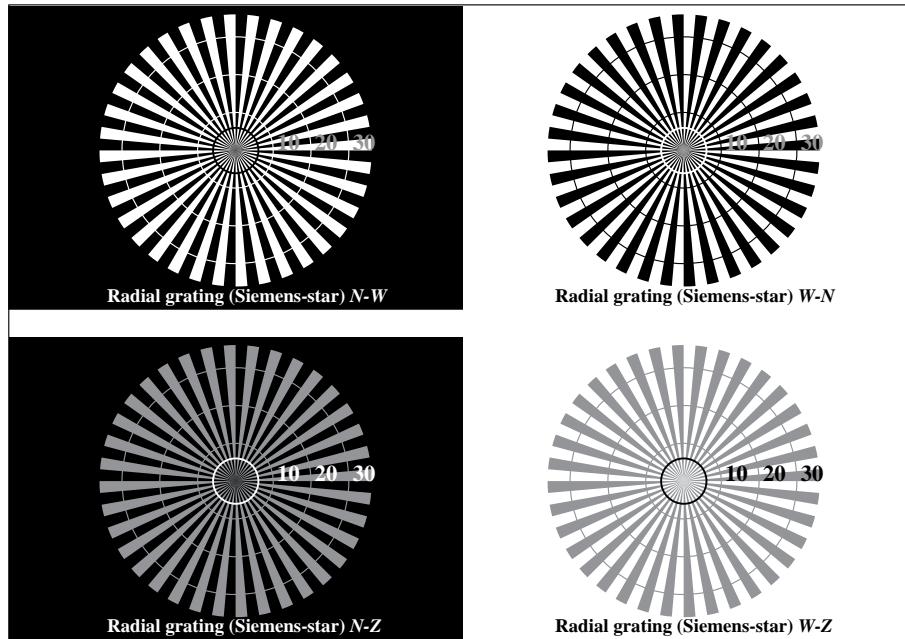 10 20 30
Radial grating (Siemens-star) N-W
10 20 30
Radial grating (Siemens-star) W-N
10 20 30
Radial grating (Siemens-star) N-Z
10 20 30
Radial grating (Siemens-star) W-Z